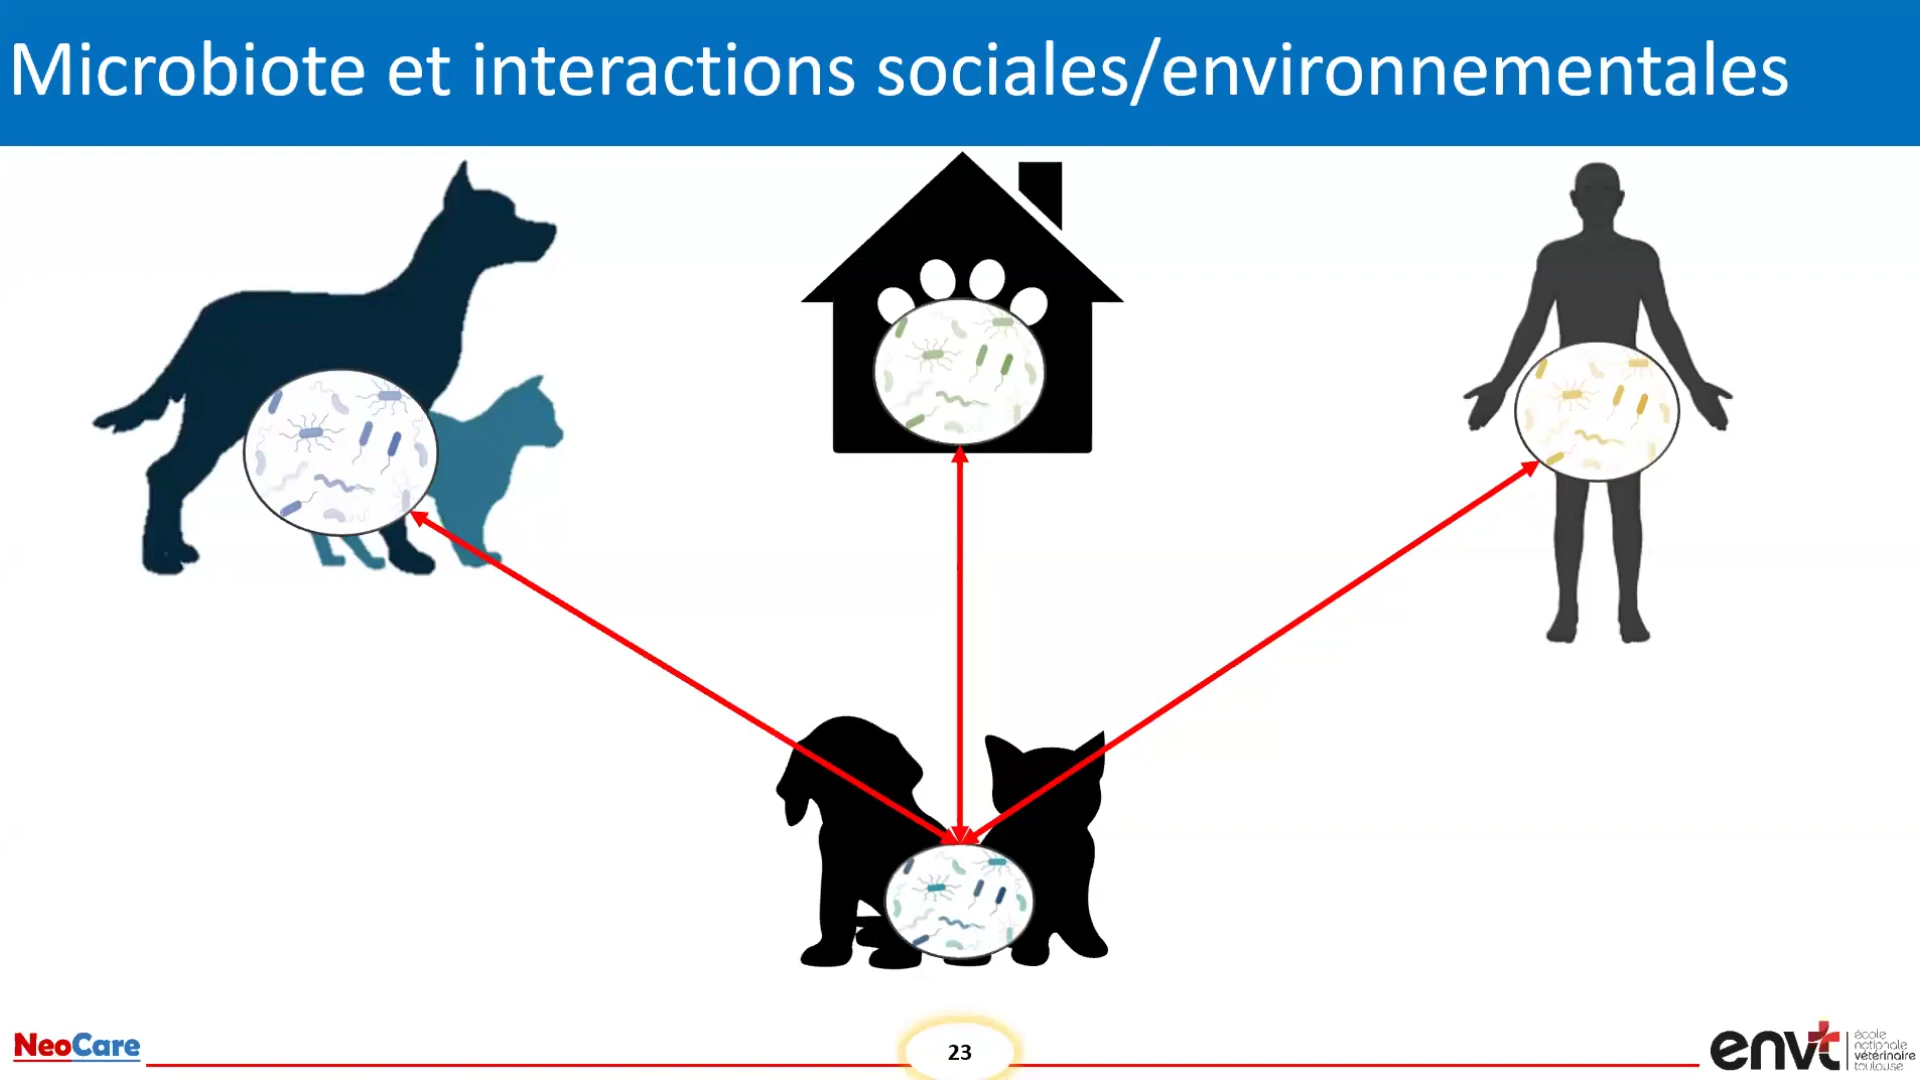 Microbiote et interactions sociales/environnementales
NeoCare
23
envt
école
nationale
vétérinaire
toulouse